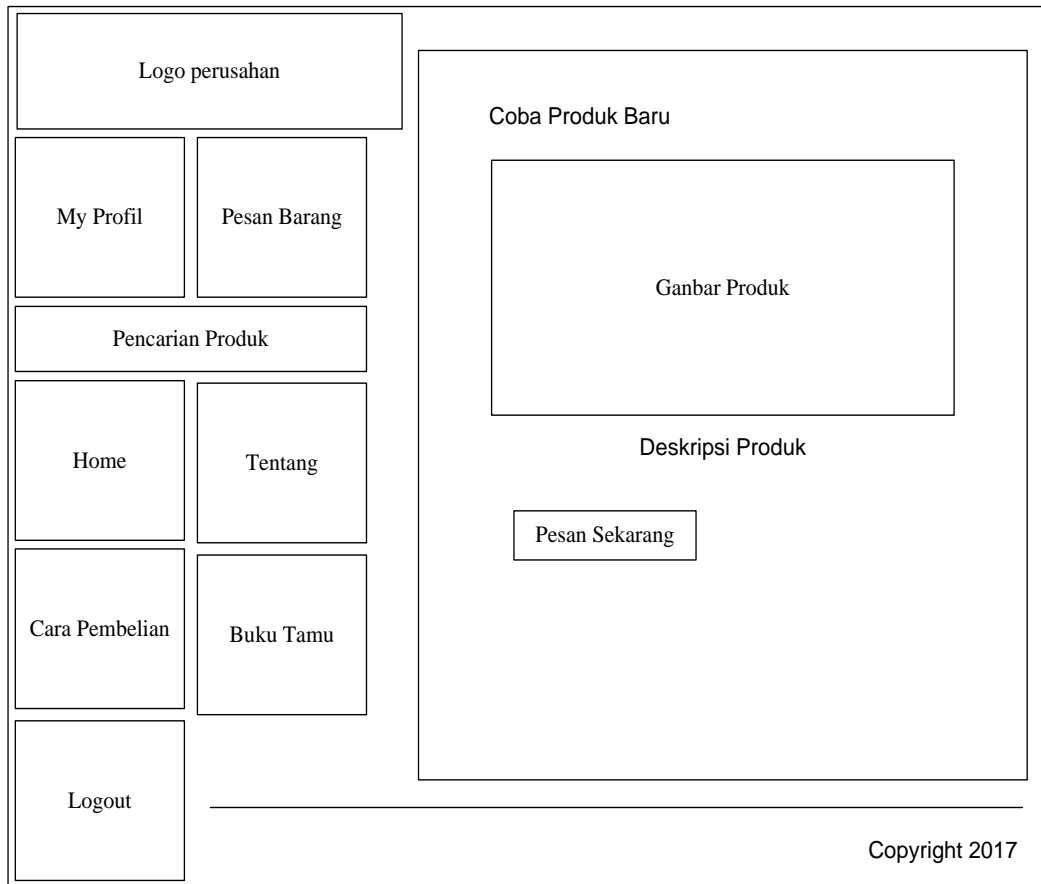 Logo perusahan
My Profil
Pesan Barang
Pencarian Produk
Home
Tentang
Cara Pembelian
Buku Tamu
Logout
Coba Produk Baru
Ganbar Produk
Deskripsi Produk
Pesan Sekarang
Copyright 2017